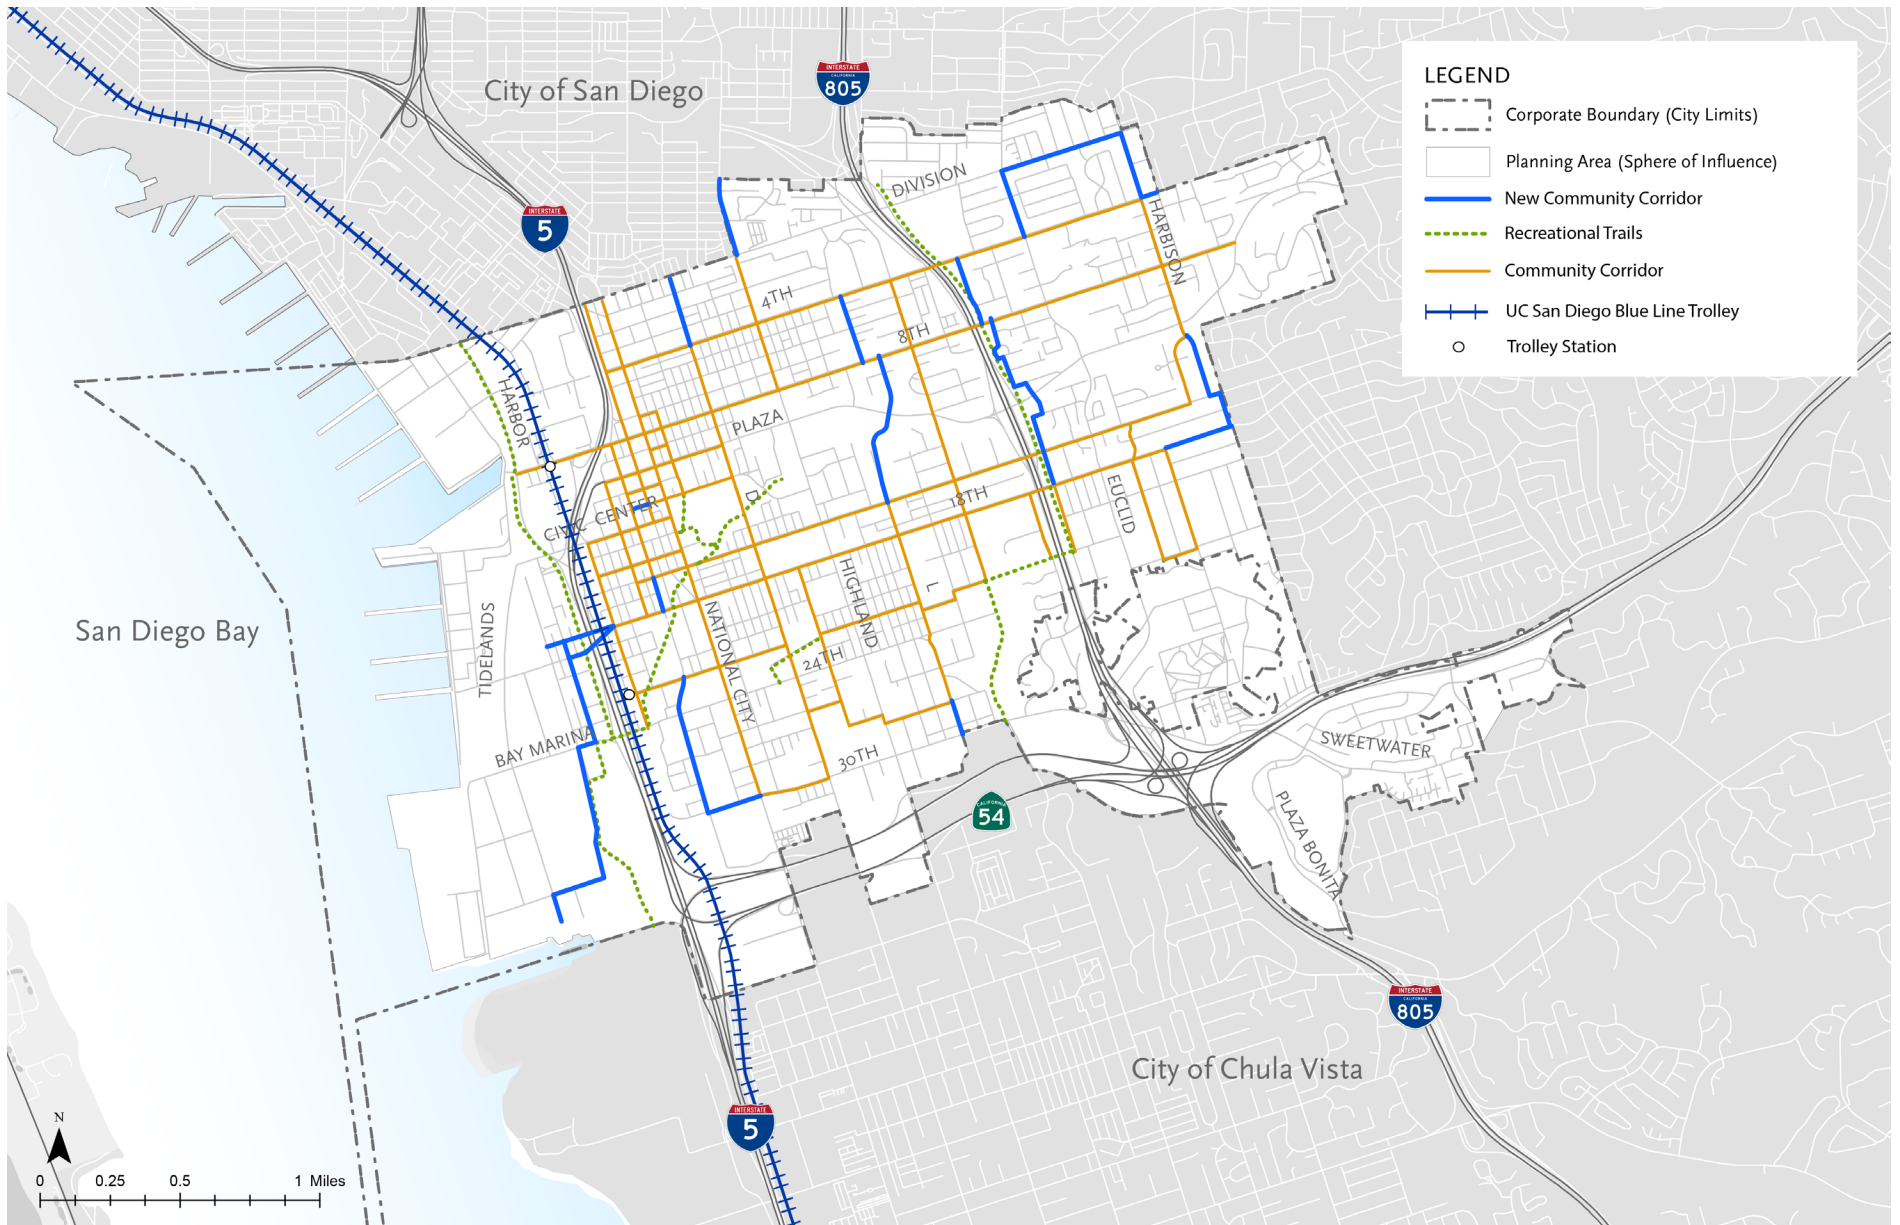 City of San Diego
INTERSTATE
CALIFORNIA
805
LEGEND
Corporate Boundary (City Limits)
Planning Area (Sphere of Influence)
New Community Corridor
Recreational Trails
Community Corridor
UC San Diego Blue Line Trolley
Trolley Station
DIVISION
HARBISON
INTERSTATE
5
4TH
8TH
HARBOR
PLAZA
D
18TH
CIVIC CENTER
EUCLID
HIGHLAND
L
San Diego Bay
TIDELANDS
NATIONAL CITY
24TH
BAY MARINA
30TH
SWEETWATER
PLAZA BONITA
CALIFORNIA
54
INTERSTATE
CALIFORNIA
805
City of Chula Vista
INTERSTATE
5
N
0 0.25 0.5 1 Miles